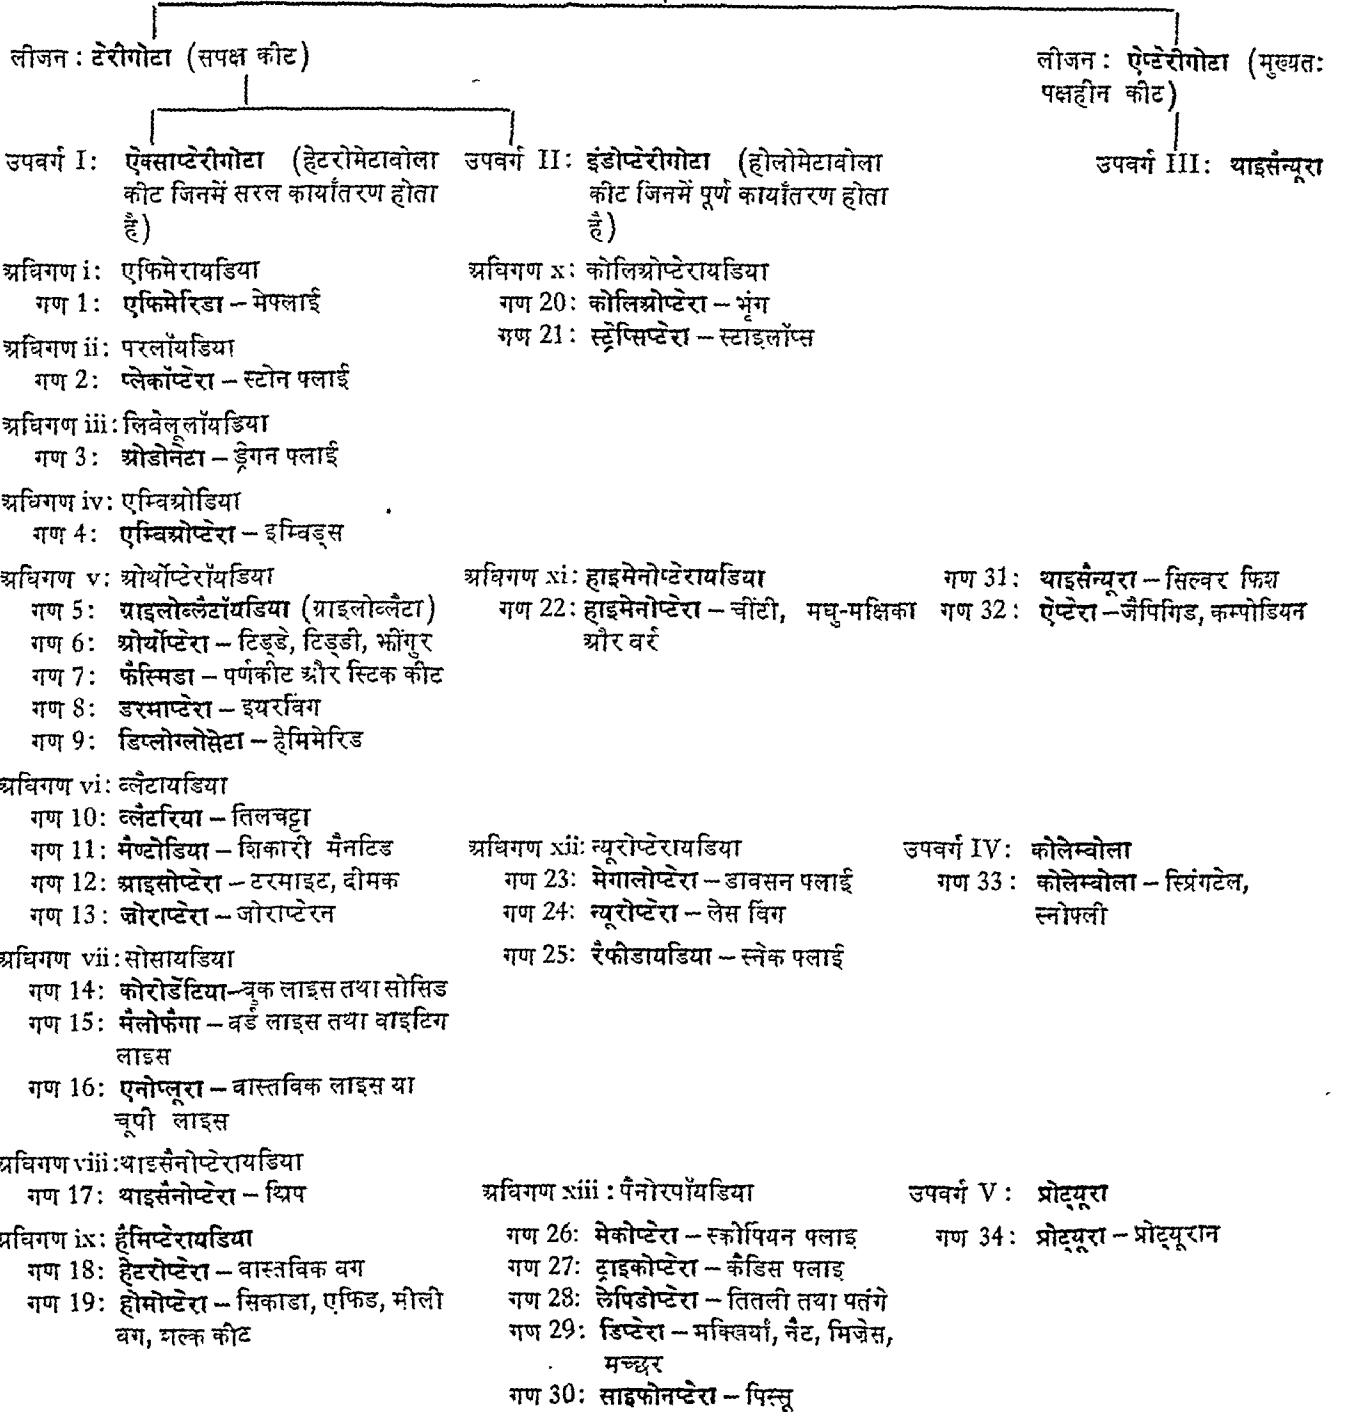 लीजन : टेरीगोटा (सपक्ष कीट)
लीजन : ऐप्टेरीगोटा (मुख्यतः
पक्षहीन कीट)
उपवर्ग I: ऐक्साप्टेरीगोटा (हेटरोमेटावोला
कीट जिनमें सरल कायाँतरण होता
है)
अधिगण i: एफिमेरायडिया
गण 1: एफिमेरिडा – मेफ्लाई
अधिगण ii: परलॉयडिया
गण 2: प्लेकॉप्टेरा – स्टोन फ्लाई
अधिगण iii: लिवेलूलॉयडिया
गण 3: ओडोनेटा – ड्रेगन फ्लाई
अधिगण iv: एम्विओडिया
गण 4: एम्विओप्टेरा – इम्विड्स
अधिगण v: ओर्थोप्टेरॉयडिया
गण 5: ग्राइलोब्लैटॉयडिया (ग्राइलोब्लैटा)
गण 6: ओर्थोप्टेरा – टिड्डे, टिड्डी, झींगुर
गण 7: फैस्मिडा – पर्णकीट और स्टिक कीट
गण 8: डरमाप्टेरा – इयरविंग
गण 9: डिप्लोग्लोसेटा – हेमिमेरिड
अधिगण vi: ब्लैटायडिया
गण 10: ब्लैटरिया – तिलचट्टा
गण 11: मैण्टोडिया – शिकारी मैनटिड
गण 12: आइसोप्टेरा – टरमाइट, दीमक
गण 13: ज़ोराप्टेरा – जोराप्टेरन
अधिगण vii: सोसायडिया
गण 14: कोरोडेंटिया – वुक लाइस तथा सोसिड
गण 15: मैलोफैगा – वर्ड लाइस तथा वाइटिग
लाइस
गण 16: एनोप्लूरा – वास्तविक लाइस या
चूपी लाइस
अधिगण viii: थाइसैनोप्टेरायडिया
गण 17: थाइसैनोप्टेरा – थ्रिप
अधिगण ix: हैमिप्टेरायडिया
गण 18: हेटरोप्टेरा – वास्तविक वग
गण 19: होमोप्टेरा – सिकाडा, एफिड, मीली
वग, शल्क कीट
उपवर्ग II: इंडोप्टेरीगोटा (होलोमेटावोला
कीट जिनमें पूर्ण कायाँतरण होता
है)
अधिगण x: कोलिओप्टेरायडिया
गण 20: कोलिओप्टेरा – भृंग
गण 21: स्ट्रेप्सिप्टेरा – स्टाइलॉप्स
अधिगण xi: हाइमेनोप्टेरायडिया
गण 22: हाइमेनोप्टेरा – चींटी, मधु-मक्षिका
और वर्र
अधिगण xii: न्यूरोप्टेरायडिया
गण 23: मेगालोप्टेरा – डावसन फ्लाई
गण 24: न्यूरोप्टेरा – लेस विंग
गण 25: रैफीडायडिया – स्नेक फ्लाई
अधिगण xiii : पैनोरपॉयडिया
गण 26: मेकोप्टेरा – स्कोर्पियन फ्लाइ
गण 27: ट्राइकोप्टेरा – कैडिस फ्लाइ
गण 28: लेपिडोप्टेरा – तितली तथा पतंगे
गण 29: डिप्टेरा – मक्खियाँ, नैट, मिज़ेस,
मच्छर
गण 30: साइफोनप्टेरा – पिस्सू
उपवर्ग III: थाइसैन्यूरा
गण 31: थाइसैन्यूरा – सिल्वर फिश
गण 32: ऐप्टेरा – जैपिगिड, कम्पोडियन
उपवर्ग IV: कोलेम्वोला
गण 33 : कोलेम्वोला – स्प्रिंगटेल,
स्नोफ्ली
उपवर्ग V: प्रोट्यूरा
गण 34: प्रोट्यूरा – प्रोट्यूरान